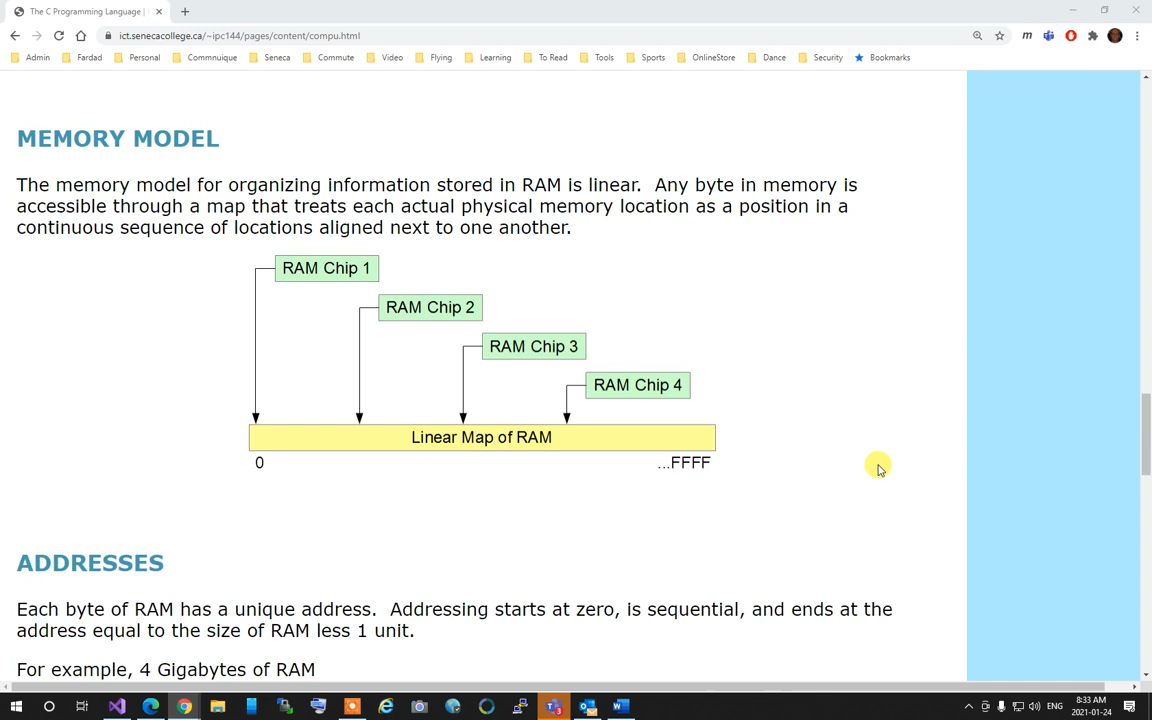 The C Programming Language |
ict.senecacollege.ca/~ipc144/pages/content/compu.html
Admin Fardad Personal Commnuique Seneca Commute Video Flying Learning To Read Tools Sports OnlineStore Dance Security Bookmarks
MEMORY MODEL
The memory model for organizing information stored in RAM is linear. Any byte in memory is
accessible through a map that treats each actual physical memory location as a position in a
continuous sequence of locations aligned next to one another.
RAM Chip 1
RAM Chip 2
RAM Chip 3
RAM Chip 4
Linear Map of RAM
0 ...FFFF
ADDRESSES
Each byte of RAM has a unique address. Addressing starts at zero, is sequential, and ends at the
address equal to the size of RAM less 1 unit.
For example, 4 Gigabytes of RAM
ENG
8:33 AM
2021-01-24